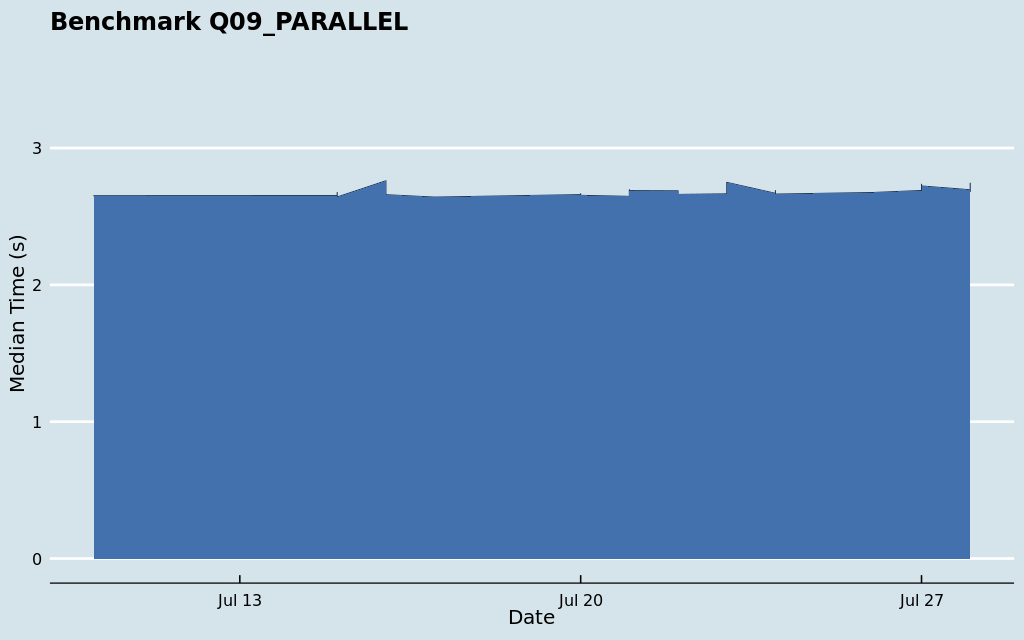 Benchmark Q09_PARALLEL
3
2
1
0
Median Time (s)
Jul 13
Jul 20
Jul 27
Date